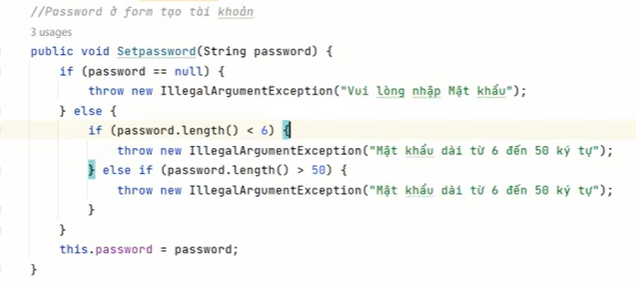 //Password ở form tạo tài khoản
3 usages
public void Setpassword(String password) {
if (password == null) {
throw new IllegalArgumentException("Vui lòng nhập Mật khẩu");
} else {
if (password.length() < 6) {
throw new IllegalArgumentException("Mật khẩu dài từ 6 đến 50 ký tự");
} else if (password.length() > 50) {
throw new IllegalArgumentException("Mật khẩu dài từ 6 đến 50 ký tự");
}
}
this.password = password;
}